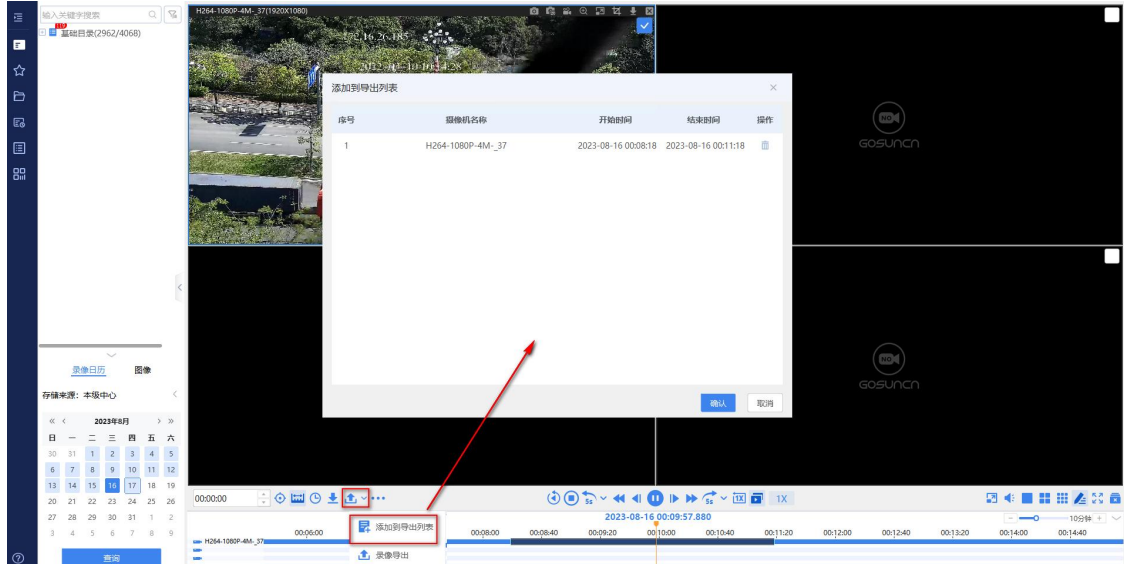 输入关键字搜索
119
基础目录(2962/4068)
H264-1080P-4M-_37(1920X1080)
172.16.26.185
添加到导出列表
序号 摄像机名称 开始时间 结束时间 操作
1 H264-1080P-4M-_37 2023-08-16 00:08:18 2023-08-16 00:11:18
确认 取消
NO
GOSUNCN
NO
GOSUNCN
录像日历 图像
存储来源: 本级中心
2023年8月
日 一 二 三 四 五 六
30 31 1 2 3 4 5
6 7 8 9 10 11 12
13 14 15 16 17 18 19
20 21 22 23 24 25 26
27 28 29 30 31 1 2
3 4 5 6 7 8 9
查询
00:00:00
5s 5s 1X 1X
2023-08-16 00:09:57.880
10分钟
00:06:00 00:08:00 00:08:40 00:09:20 00:10:00 00:10:40 00:11:20 00:12:00 00:12:40 00:13:20 00:14:00 00:14:40
H264-1080P-4M-_37
添加到导出列表
录像导出